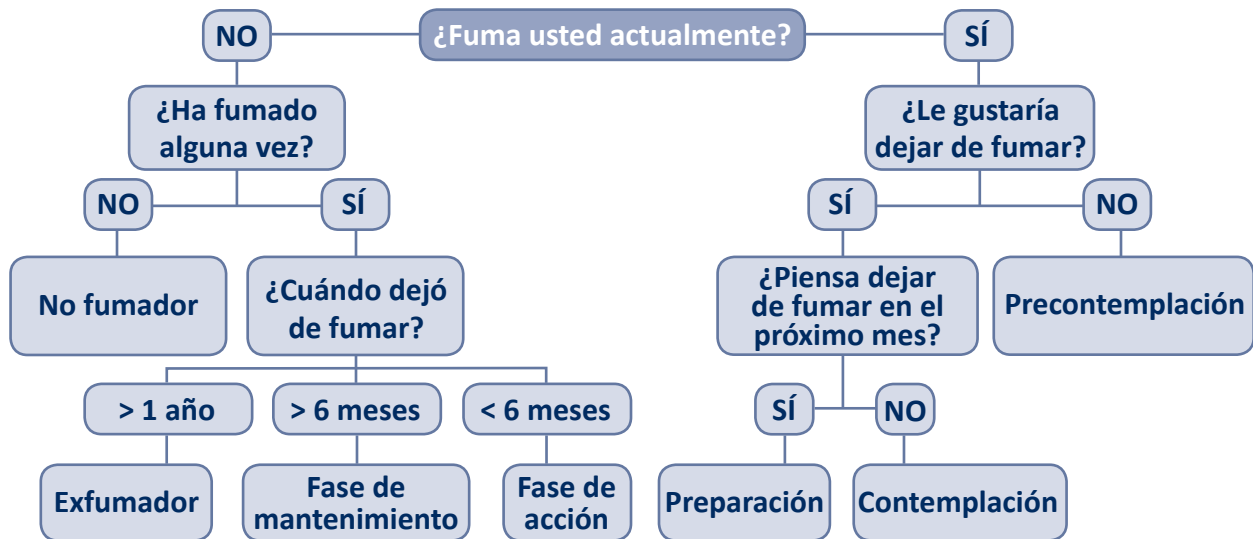 NO
¿Fuma usted actualmente?
SÍ
¿Ha fumado
alguna vez?
¿Le gustaría
dejar de fumar?
NO
SÍ
SÍ
NO
No fumador
¿Cuándo dejó
de fumar?
¿Piensa dejar
de fumar en el
próximo mes?
Precontemplación
> 1 año
> 6 meses
< 6 meses
SÍ
NO
Exfumador
Fase de
mantenimiento
Fase de
acción
Preparación
Contemplación